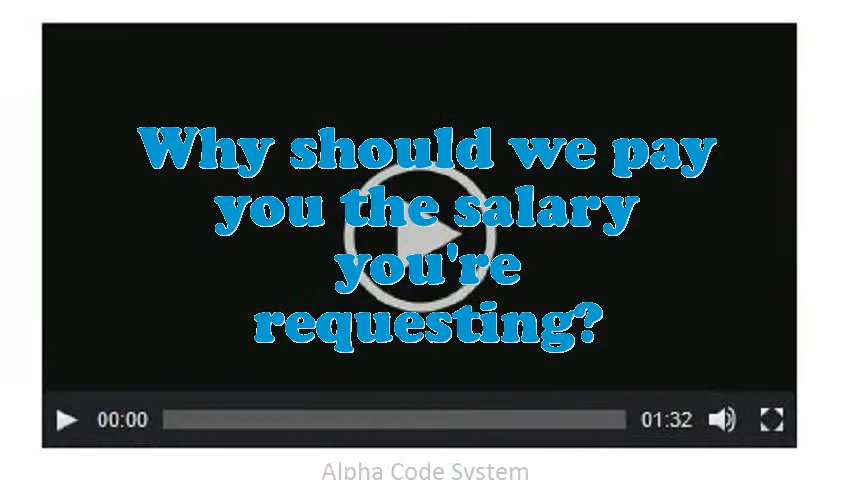 Why should we pay
you the salary
you're
requesting?
00:00 01:32
Alpha Code System